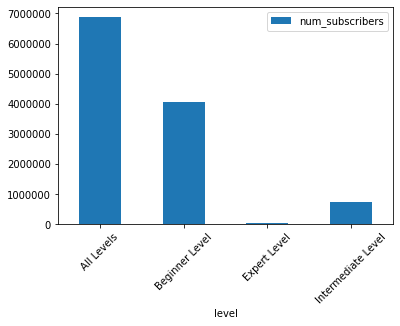 7000000
6000000
5000000
4000000
3000000
2000000
1000000
0
num_subscribers
All Levels
Beginner Level
Expert Level
Intermediate Level
level